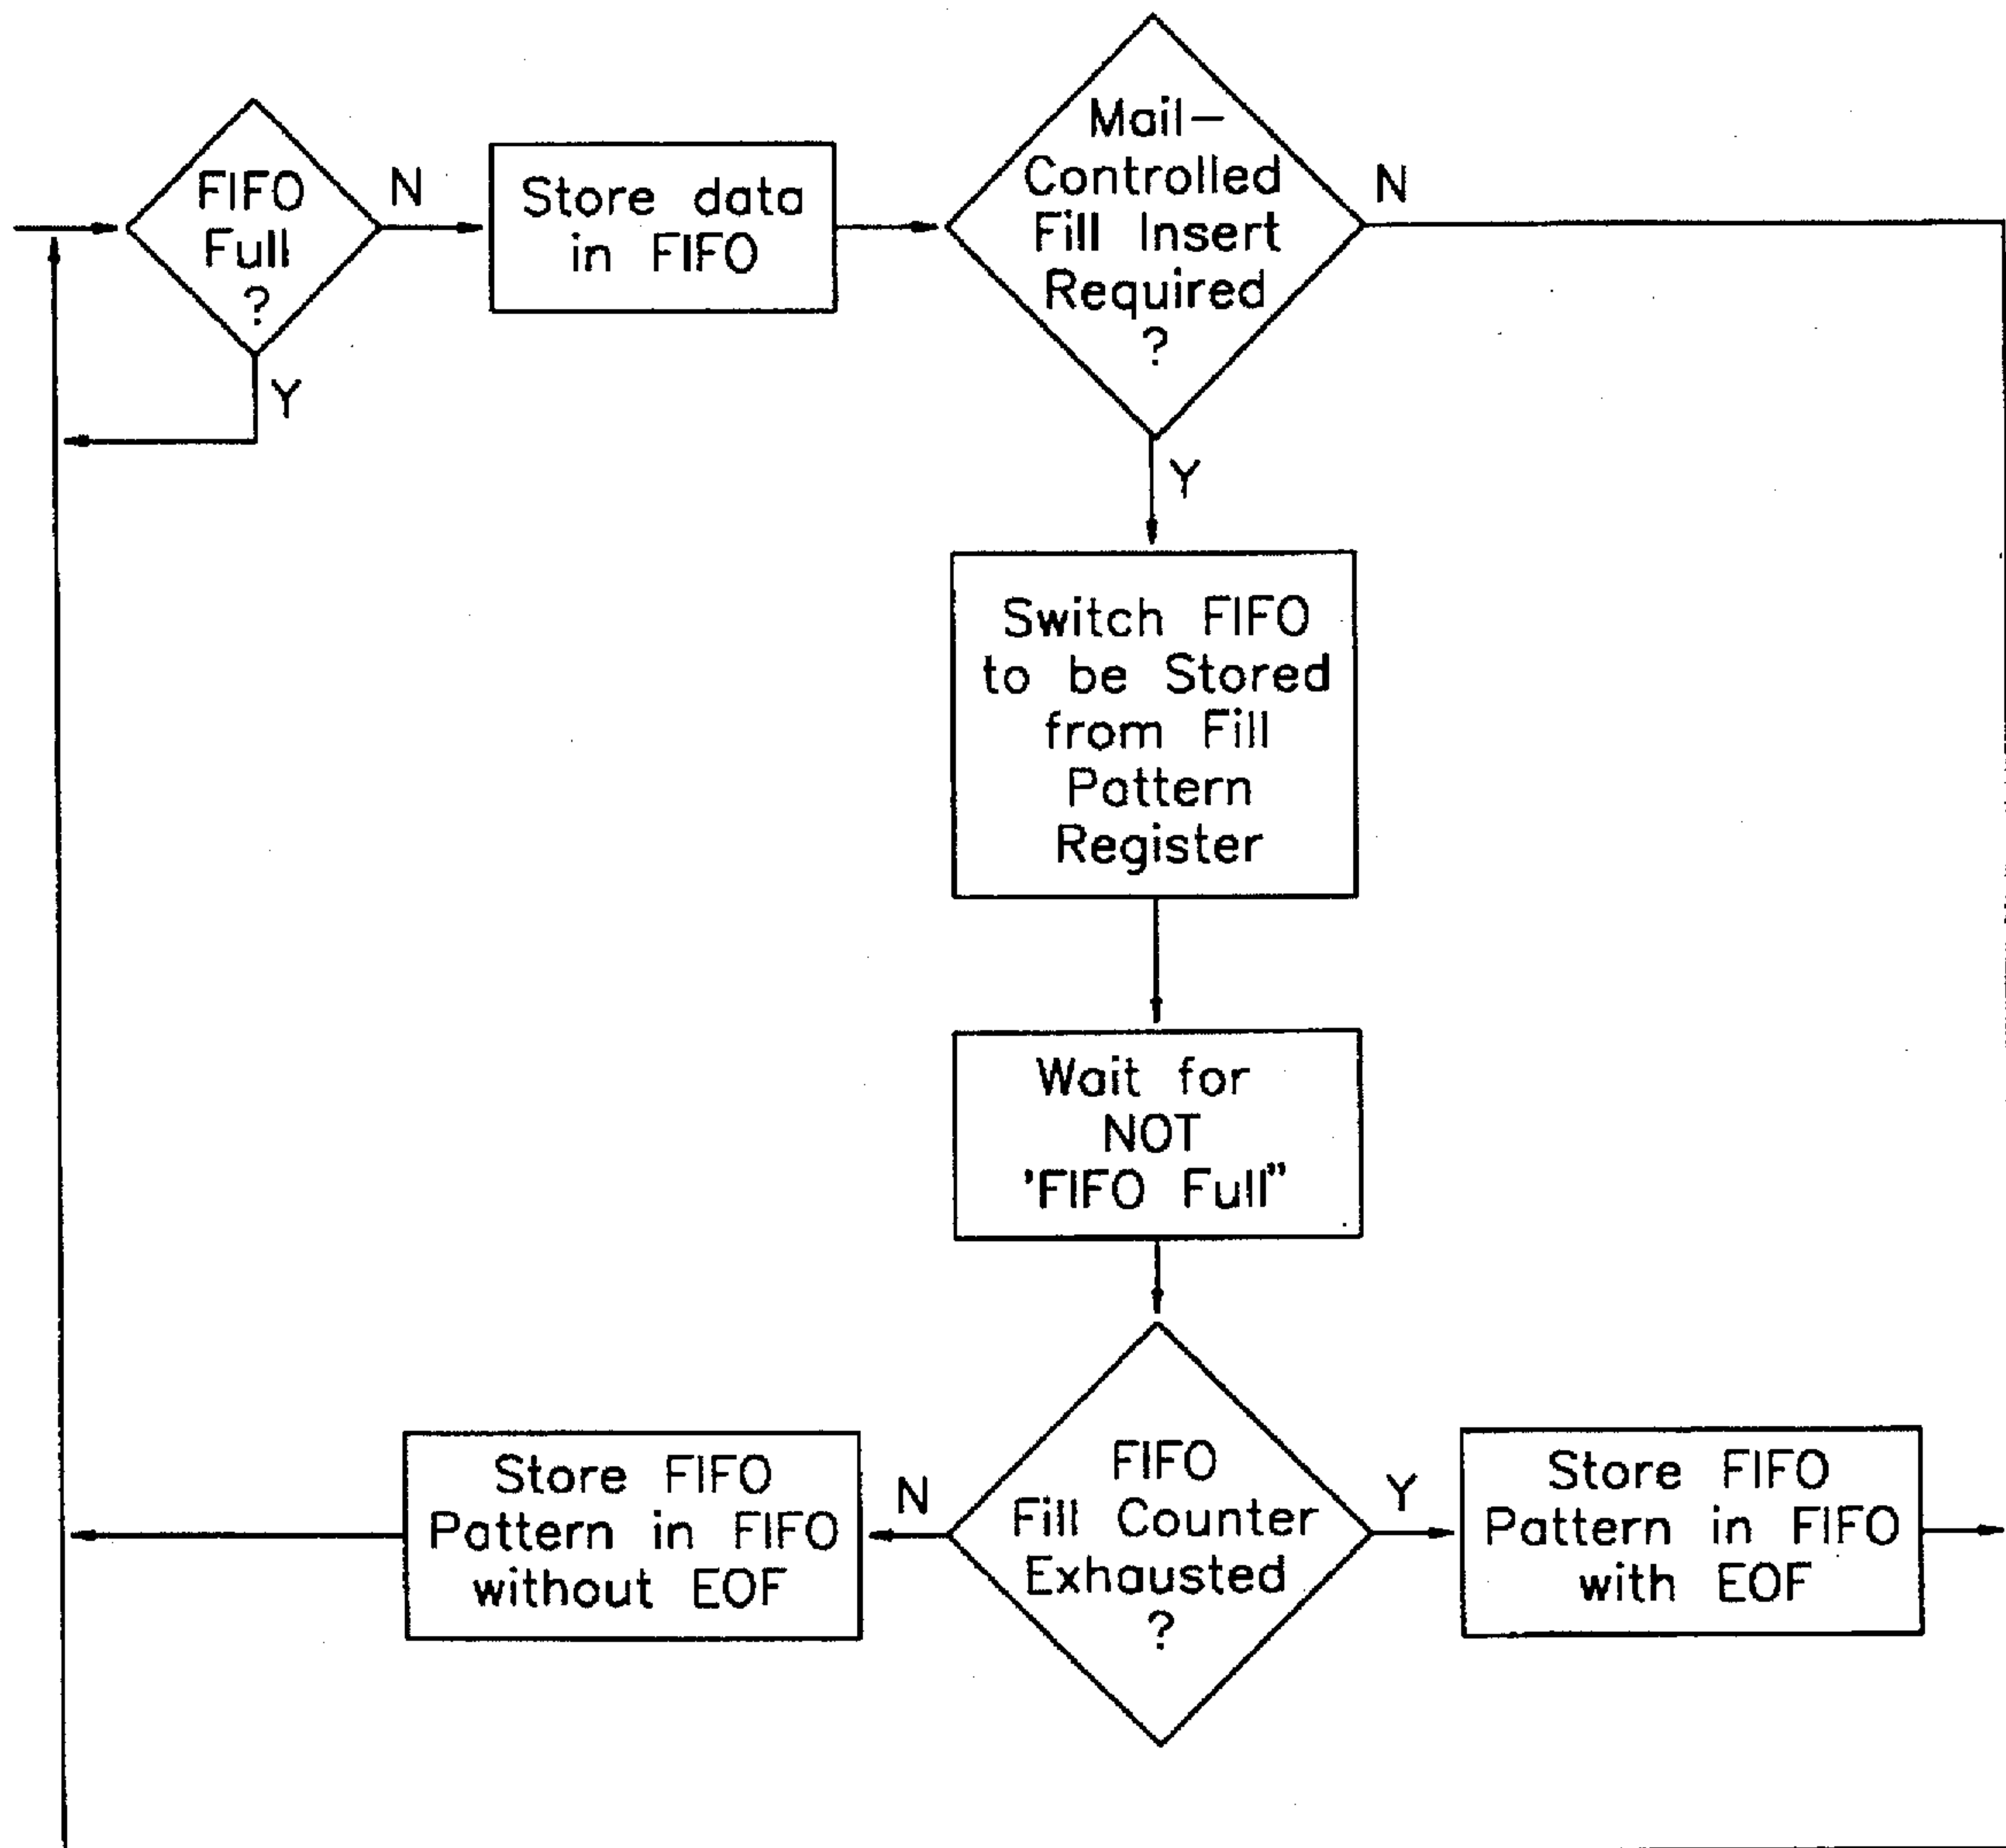 FIFO
Full
?
N
Y
Store data
in FIFO
Mail-
Controlled
Fill Insert
Required
?
N
Y
Switch FIFO
to be Stored
from Fill
Pattern
Register
Wait for
NOT
'FIFO Full"
FIFO
Fill Counter
Exhausted
?
N
Y
Store FIFO
Pattern in FIFO
without EOF
Store FIFO
Pattern in FIFO
with EOF